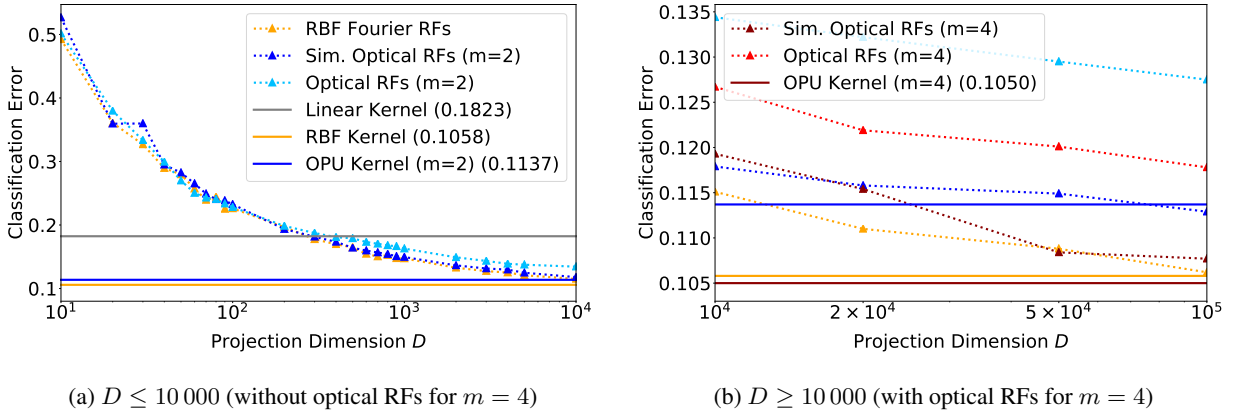 0.5
0.4
0.3
0.2
0.1
Classification Error
RBF Fourier RFs
Sim. Optical RFs (m=2)
Optical RFs (m=2)
Linear Kernel (0.1823)
RBF Kernel (0.1058)
OPU Kernel (m=2) (0.1137)
10¹
10²
10³
10⁴
Projection Dimension D
(a) D ≤ 10 000 (without optical RFs for m = 4)
0.135
0.130
0.125
0.120
0.115
0.110
0.105
Classification Error
Sim. Optical RFs (m=4)
Optical RFs (m=4)
OPU Kernel (m=4) (0.1050)
10⁴
2 × 10⁴
5 × 10⁴
10⁵
Projection Dimension D
(b) D ≥ 10 000 (with optical RFs for m = 4)